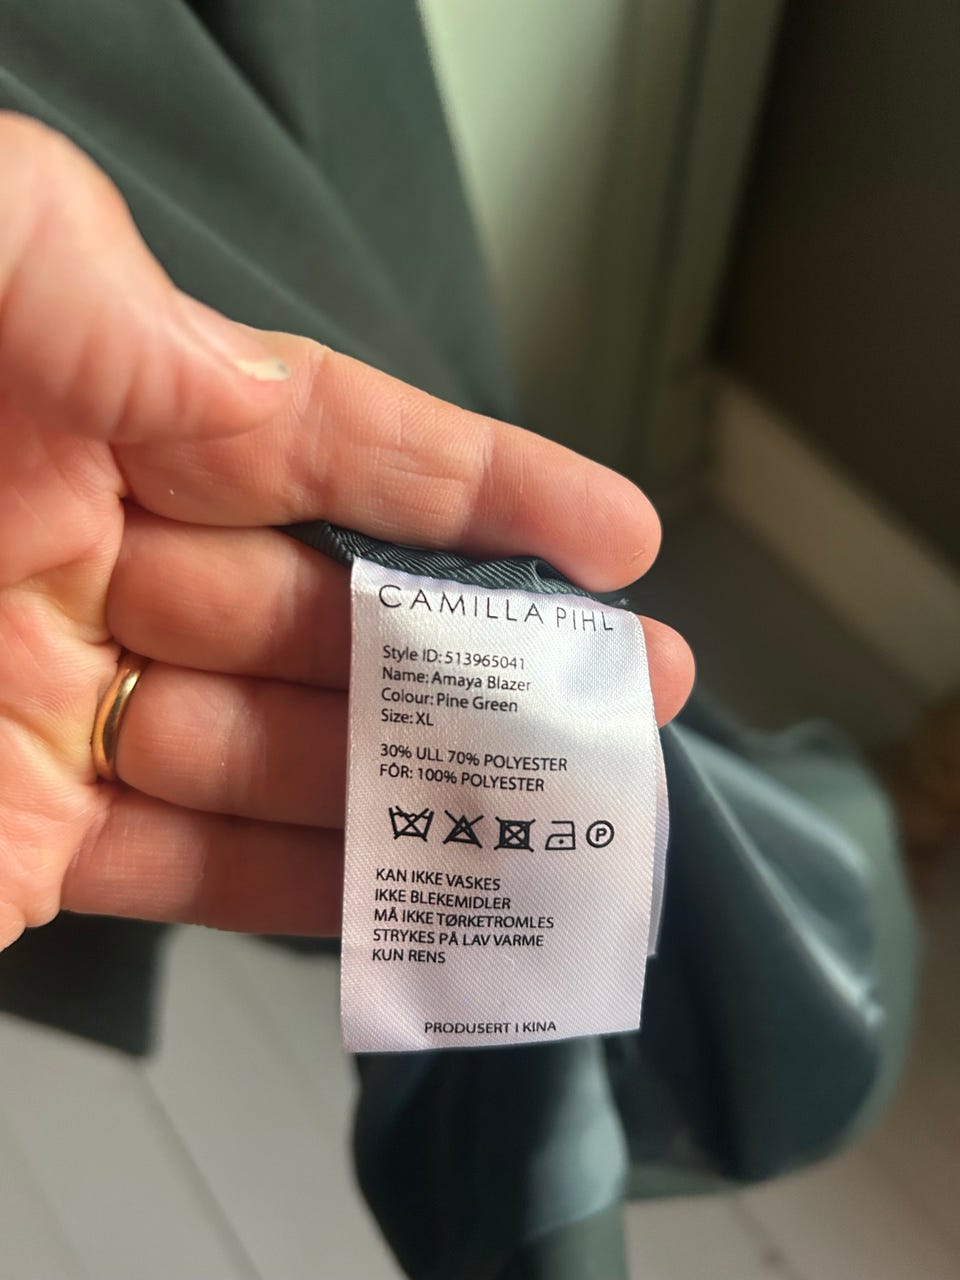 CAMILLA PIHL
Style ID: 513965041
Name: Amaya Blazer
Colour: Pine Green
Size: XL
30% ULL 70% POLYESTER
FÓR: 100% POLYESTER
P
KAN IKKE VASKES
IKKE BLEKEMIDLER
MÅ IKKE TØRKETROMLES
STRYKES PÅ LAV VARME
KUN RENS
PRODUSERT I KINA